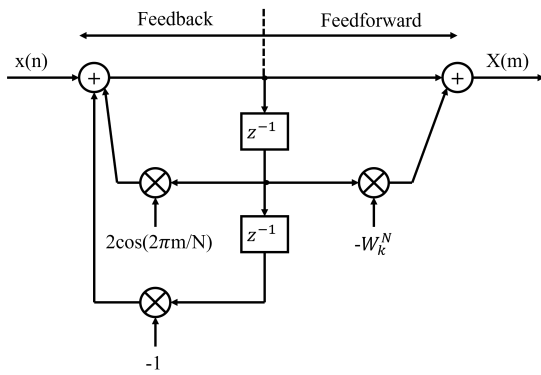 Feedback
Feedforward
x(n)
+
+
X(m)
z⁻¹
2cos(2πm/N)
-W_k^N
z⁻¹
-1